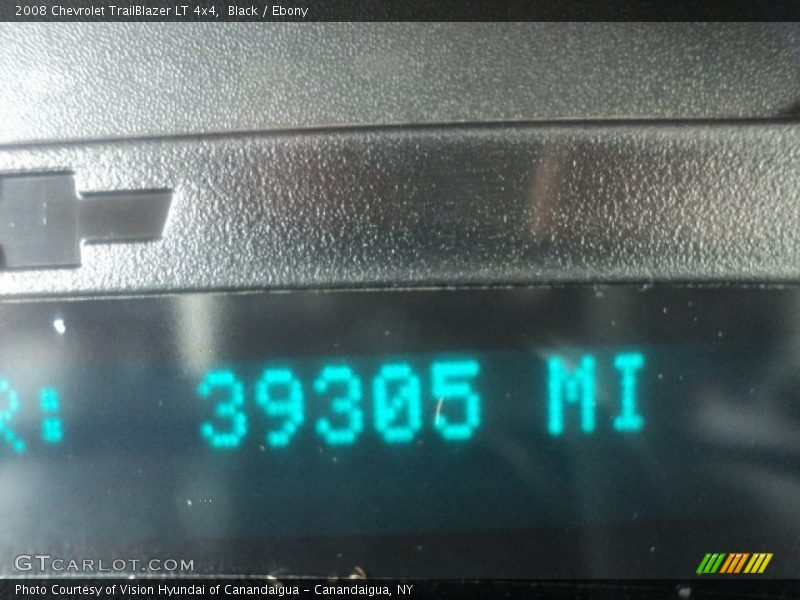 2008 Chevrolet TrailBlazer LT 4x4,  Black / Ebony
R:  39305 MI
GTCARLOT.COM
Photo Courtesy of Vision Hyundai of Canandaigua - Canandaigua, NY